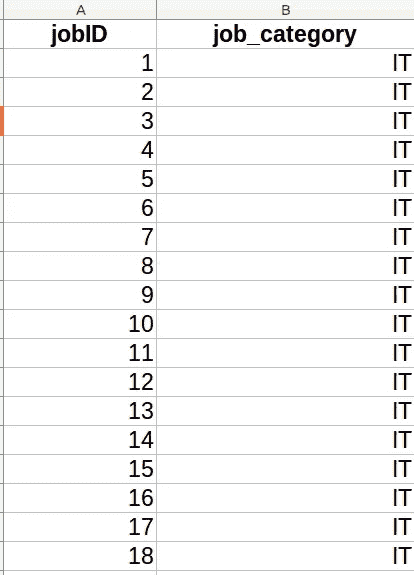 A B
jobID job_category
1 IT
2 IT
3 IT
4 IT
5 IT
6 IT
7 IT
8 IT
9 IT
10 IT
11 IT
12 IT
13 IT
14 IT
15 IT
16 IT
17 IT
18 IT